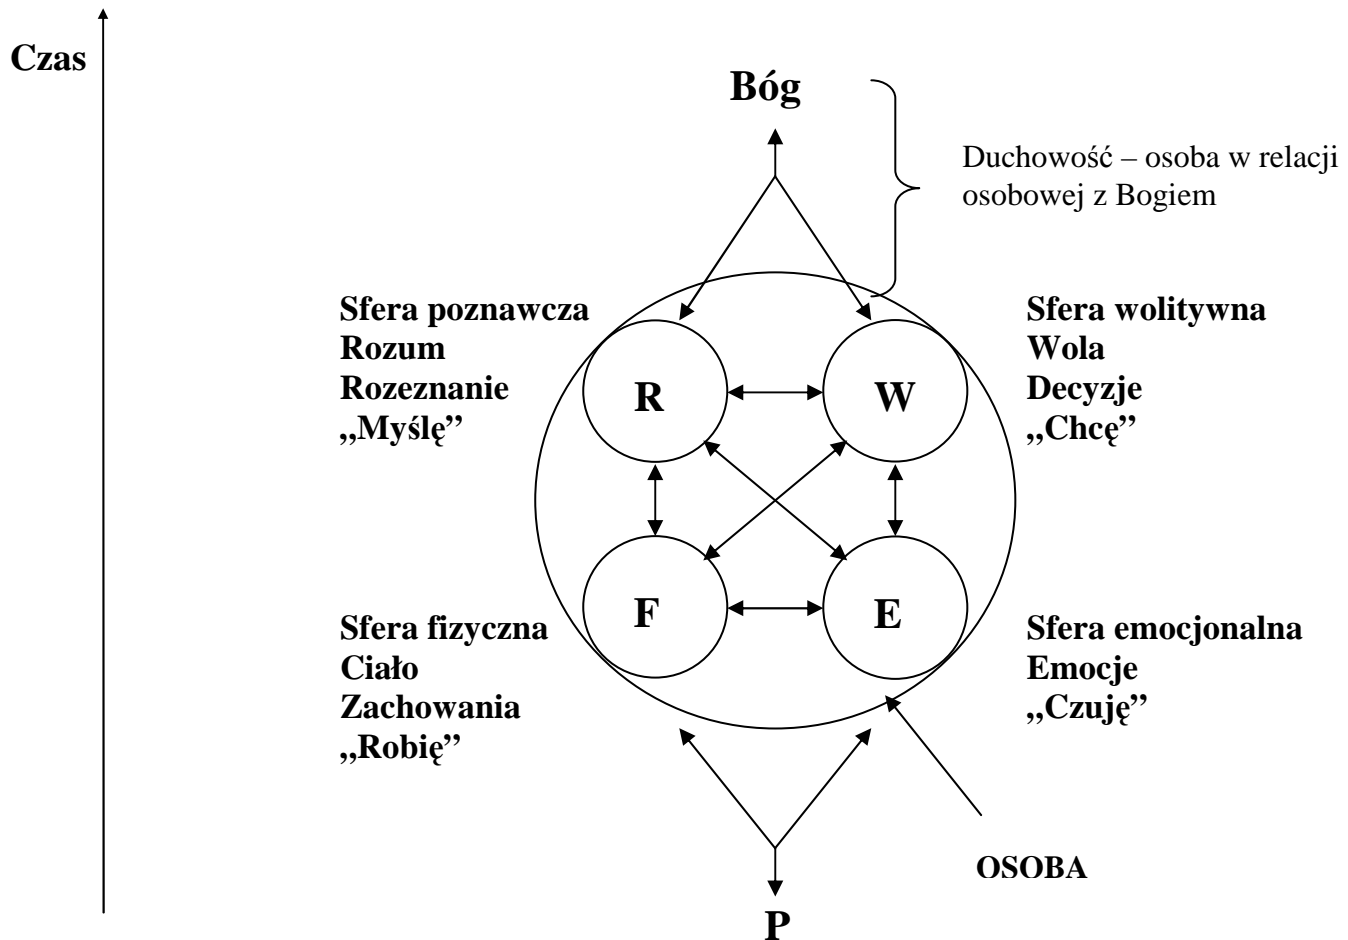 Czas
Bóg
Duchowość – osoba w relacji
osobowej z Bogiem
Sfera poznawcza
Rozum
Rozeznanie
„Myślę”
Sfera wolitywna
Wola
Decyzje
„Chcę”
R
W
F
E
Sfera fizyczna
Ciało
Zachowania
„Robię”
Sfera emocjonalna
Emocje
„Czuję”
OSOBA
P